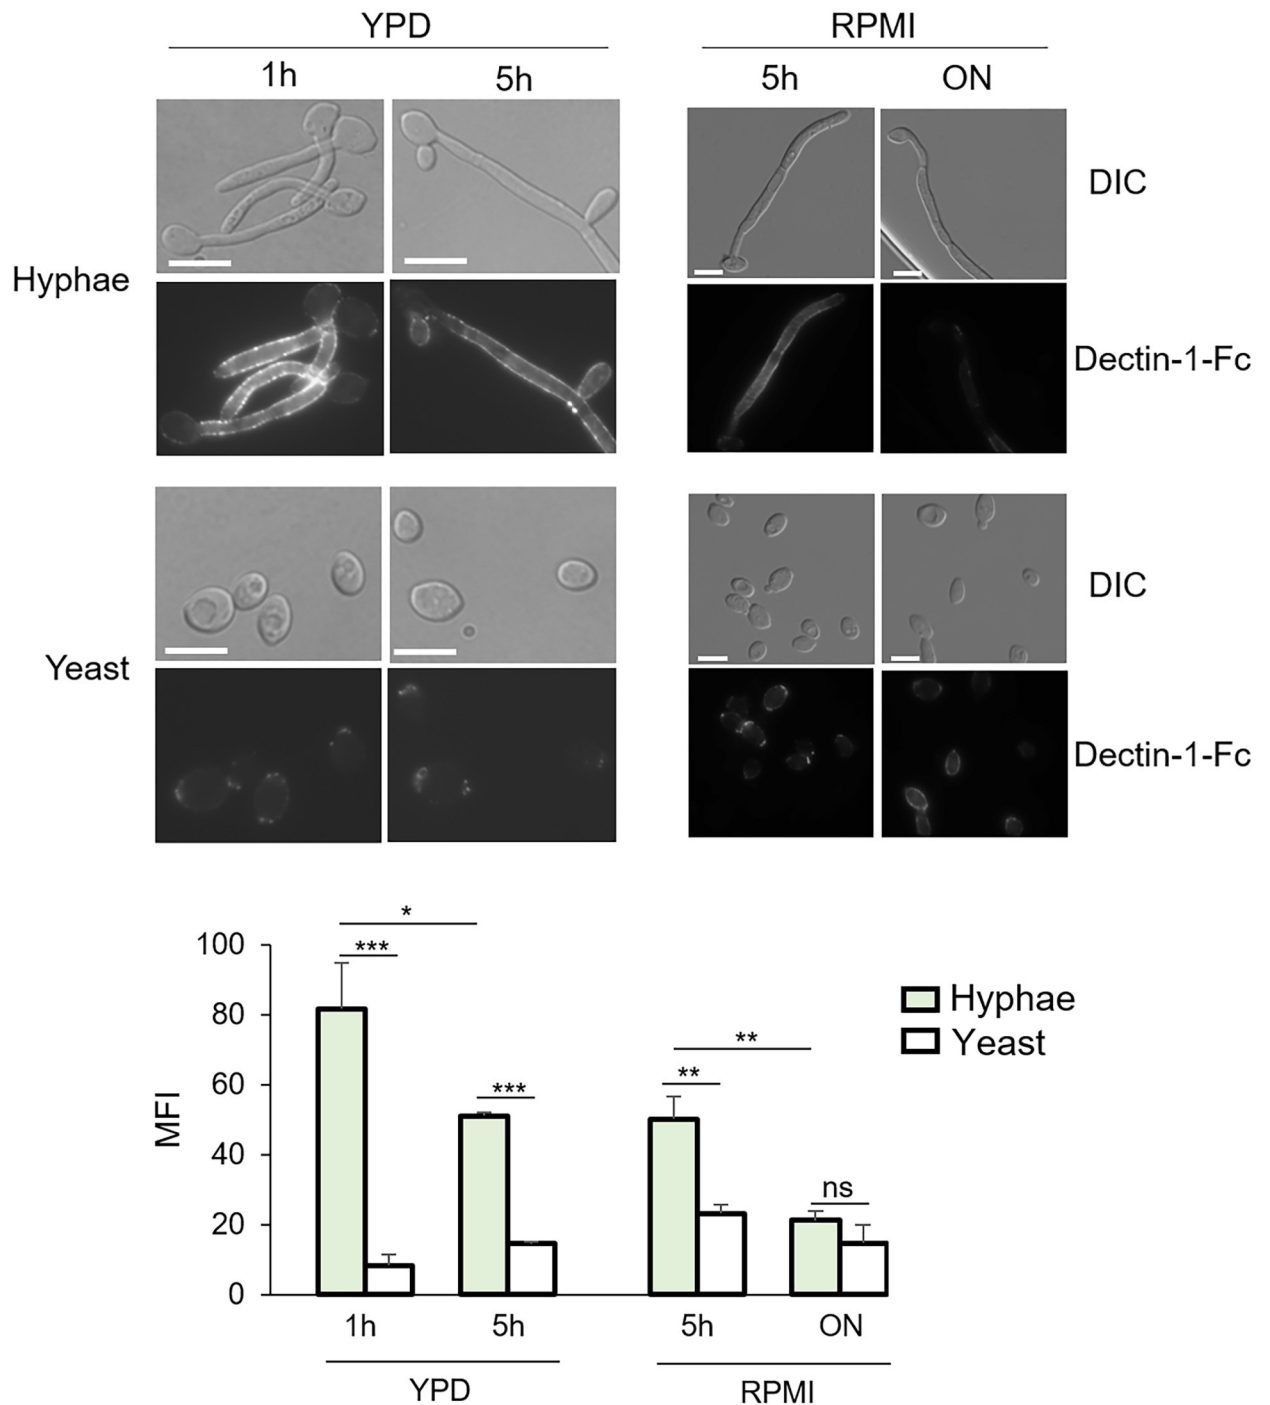 YPD RPMI
1h 5h 5h ON
DIC
Hyphae
Dectin-1-Fc
DIC
Yeast
Dectin-1-Fc
*
100
***
80
Hyphae
**
Yeast
**
60
***
MFI
40
ns
20
0
1h 5h 5h ON
YPD RPMI